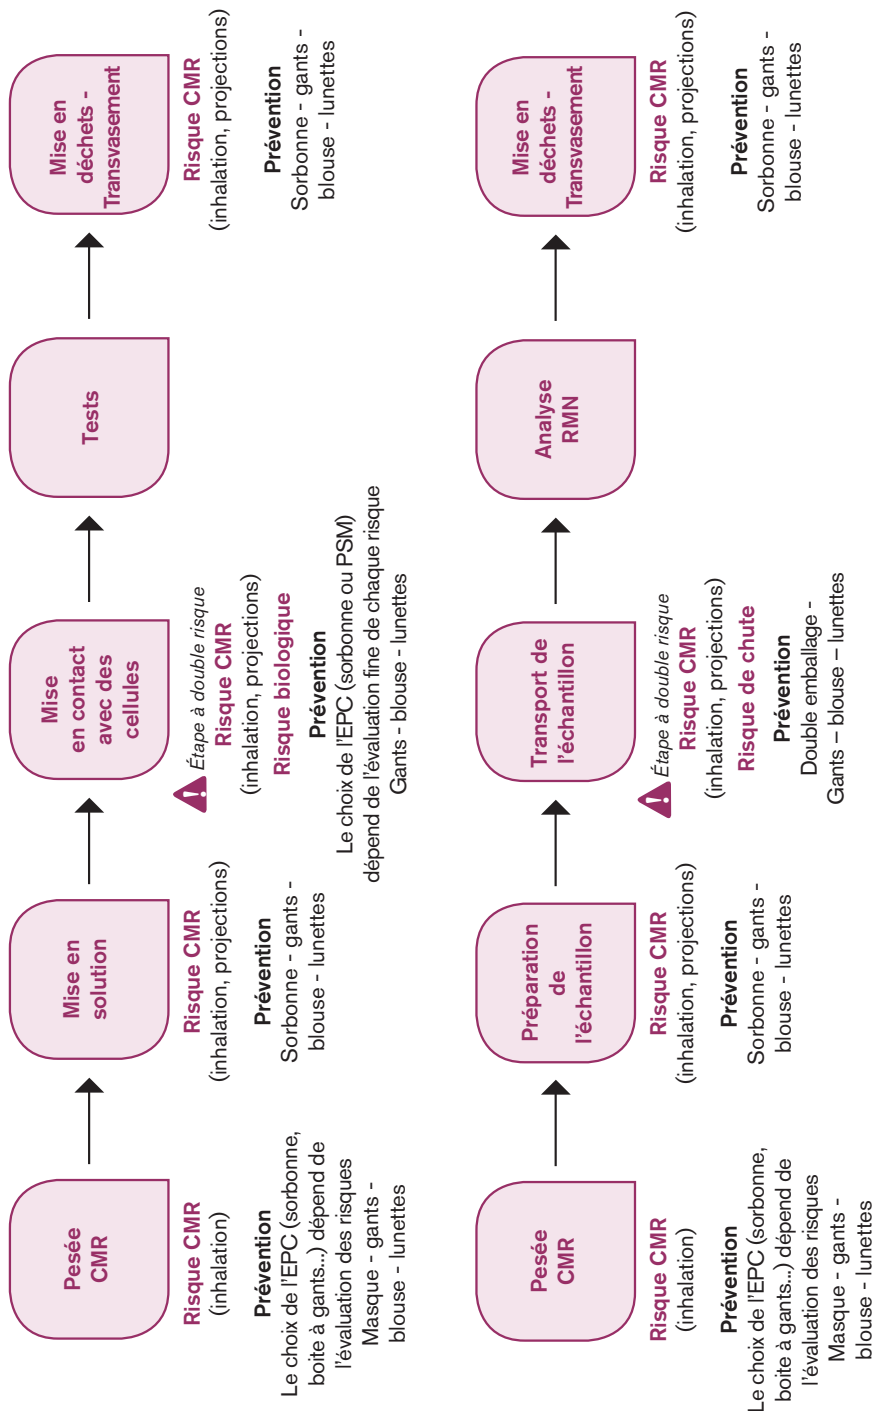 Pesée
CMR
Risque CMR
(inhalation)
Prévention
Le choix de l'EPC (sorbonne,
boite à gants...) dépend de
l'évaluation des risques
Masque - gants -
blouse - lunettes
Mise en
solution
Risque CMR
(inhalation, projections)
Prévention
Sorbonne - gants -
blouse - lunettes
Mise
en contact
avec des
cellules
Étape à double risque
Risque CMR
(inhalation, projections)
Risque biologique
Prévention
Le choix de l'EPC (sorbonne ou PSM)
dépend de l'évaluation fine de chaque risque
Gants - blouse - lunettes
Tests
Mise en
déchets -
Transvasement
Risque CMR
(inhalation, projections)
Prévention
Sorbonne - gants -
blouse - lunettes
Pesée
CMR
Risque CMR
(inhalation)
Prévention
Le choix de l'EPC (sorbonne,
boite à gants...) dépend de
l'évaluation des risques
Masque - gants -
blouse - lunettes
Préparation
de
l'échantillon
Risque CMR
(inhalation, projections)
Prévention
Sorbonne - gants -
blouse - lunettes
Transport de
l'échantillon
Étape à double risque
Risque CMR
(inhalation, projections)
Risque de chute
Prévention
Double emballage -
Gants – blouse – lunettes
Analyse
RMN
Mise en
déchets -
Transvasement
Risque CMR
(inhalation, projections)
Prévention
Sorbonne - gants -
blouse - lunettes